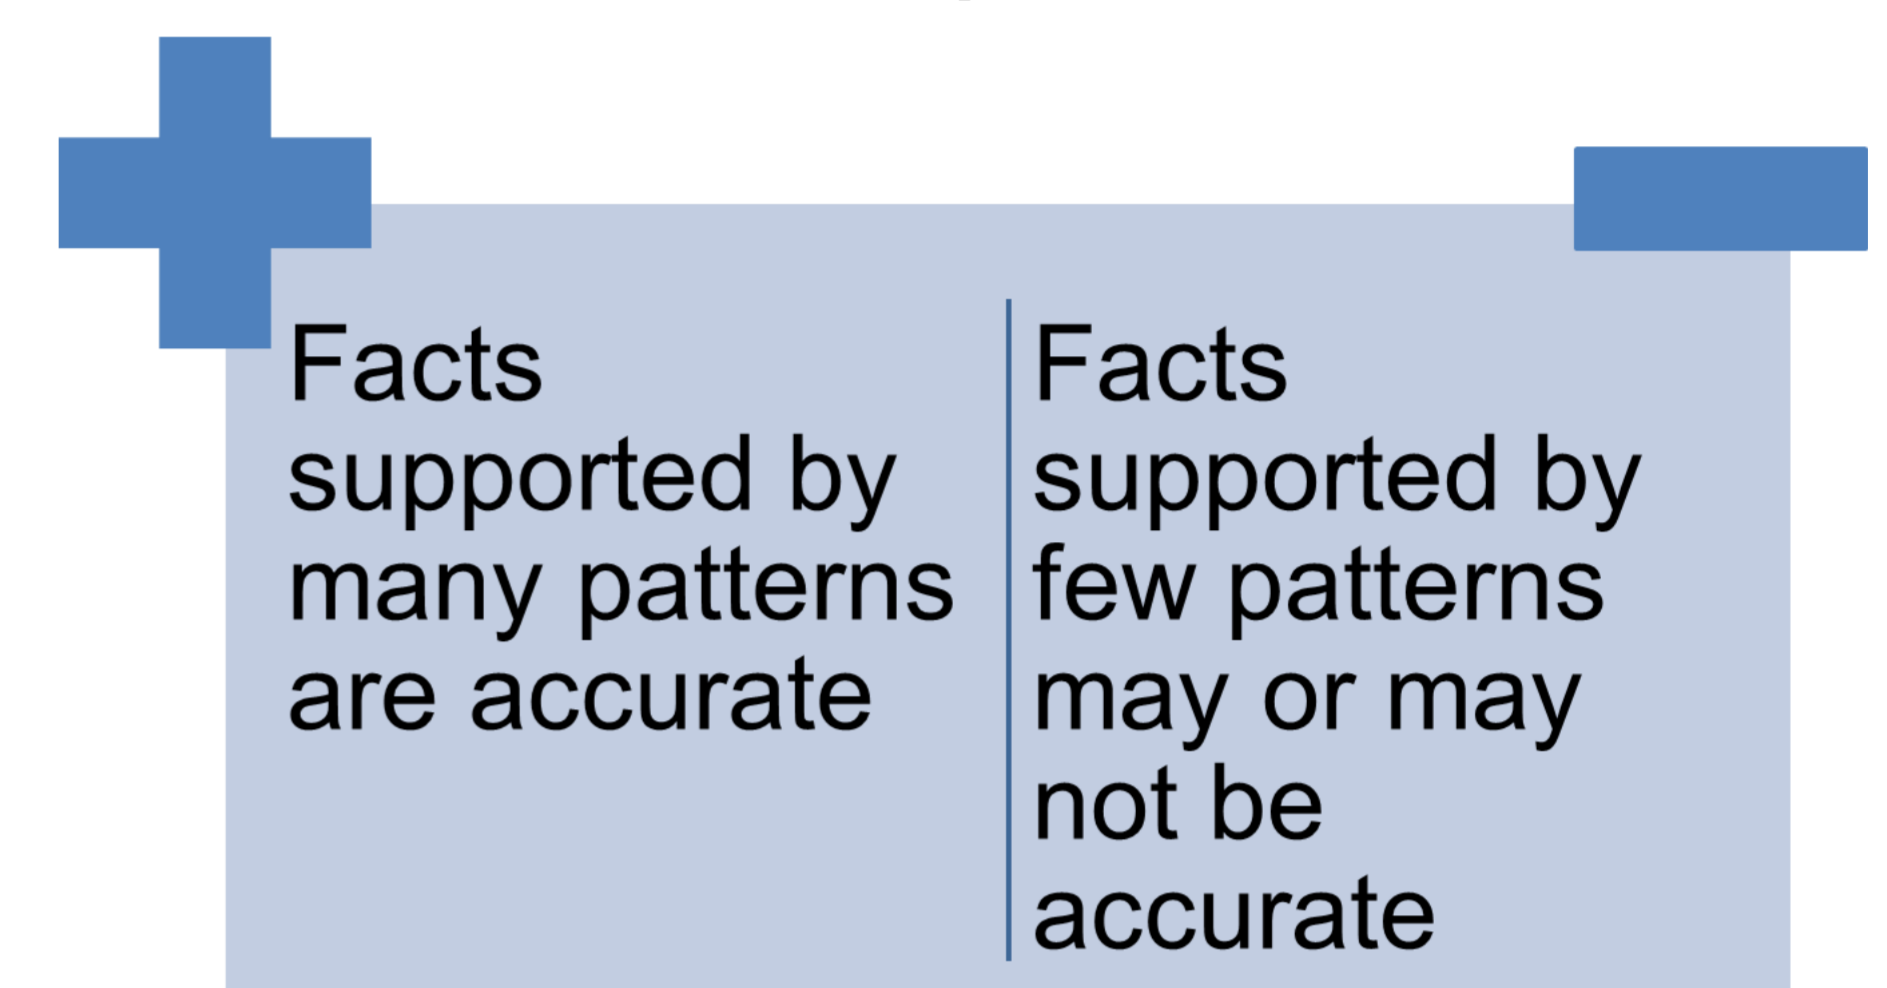 Facts
supported by
many patterns
are accurate
Facts
supported by
few patterns
may or may
not be
accurate